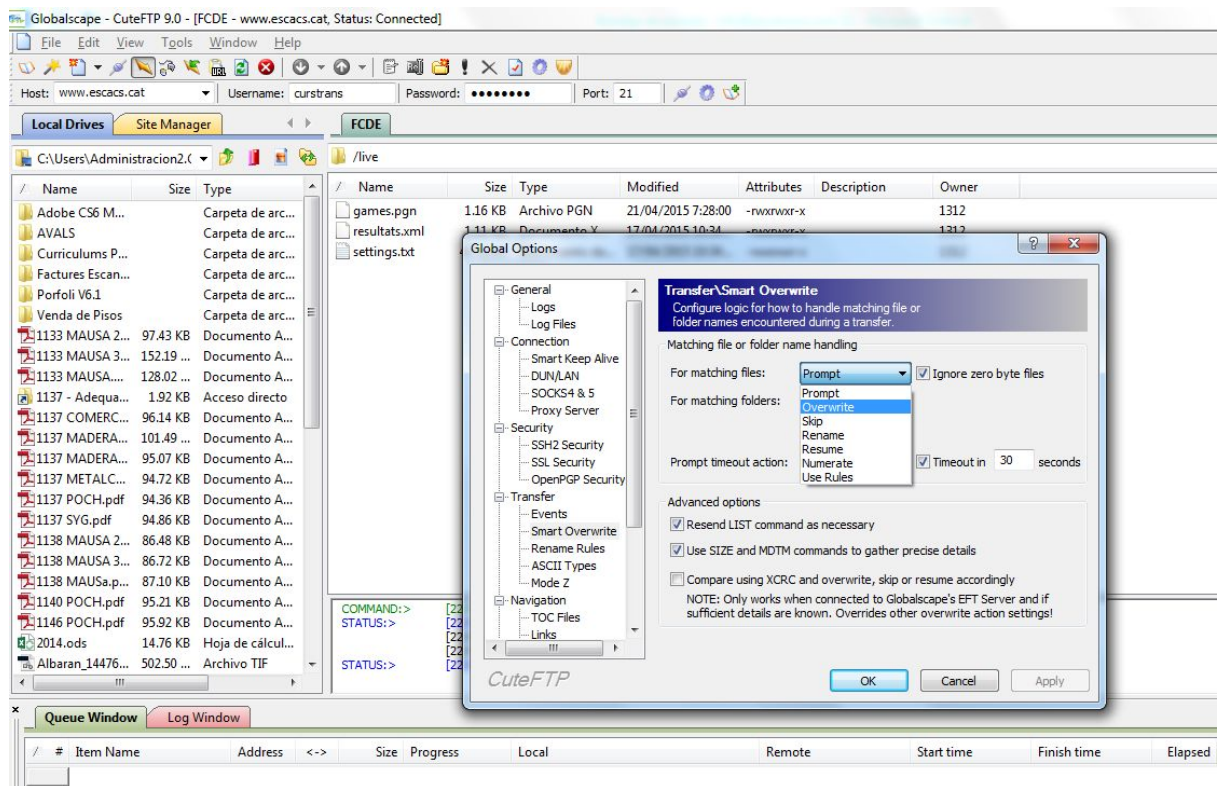 Globalscape - CuteFTP 9.0 - [FCDE - www.escacs.cat, Status: Connected]
File Edit View Tools Window Help
Host: www.escacs.cat Username: curstrans Password: •••••••• Port: 21
Local Drives Site Manager
C:\Users\Administracion2.(
/ Name Size Type
Adobe CS6 M... Carpeta de arc...
AVALS Carpeta de arc...
Curriculums P... Carpeta de arc...
Factures Escan... Carpeta de arc...
Porfoli V6.1 Carpeta de arc...
Venda de Pisos Carpeta de arc...
1133 MAUSA 2... 97.43 KB Documento A...
1133 MAUSA 3... 152.19 ... Documento A...
1133 MAUSA.... 128.02 ... Documento A...
1137 - Adequa... 1.92 KB Acceso directo
1137 COMERC... 96.14 KB Documento A...
1137 MADERA... 101.49 ... Documento A...
1137 MADERA... 95.07 KB Documento A...
1137 METALC... 94.72 KB Documento A...
1137 POCH.pdf 94.36 KB Documento A...
1137 SYG.pdf 94.86 KB Documento A...
1138 MAUSA 2... 86.48 KB Documento A...
1138 MAUSA 3... 86.72 KB Documento A...
1138 MAUSa.p... 87.10 KB Documento A...
1140 POCH.pdf 95.21 KB Documento A...
1146 POCH.pdf 95.92 KB Documento A...
2014.ods 14.76 KB Hoja de cálcul...
Albaran_14476... 502.50 ... Archivo TIF
FCDE
/live
/ Name Size Type Modified Attributes Description Owner
games.pgn 1.16 KB Archivo PGN 21/04/2015 7:28:00 -rwxrwxr-x 1312
resultats.xml 1.11 KB Documento X 17/04/2015 10:34 -rwxrwxr-x 1312
settings.txt
COMMAND:> [22
STATUS:> [22
[22
[22
STATUS:> [22
Global Options
General
Logs
Log Files
Connection
Smart Keep Alive
DUN/LAN
SOCKS4 & 5
Proxy Server
Security
SSH2 Security
SSL Security
OpenPGP Security
Transfer
Events
Smart Overwrite
Rename Rules
ASCII Types
Mode Z
Navigation
TOC Files
Links
Transfer\Smart Overwrite
Configure logic for how to handle matching file or
folder names encountered during a transfer.
Matching file or folder name handling
For matching files: Prompt Ignore zero byte files
For matching folders:
Prompt
Overwrite
Skip
Rename
Resume
Numerate
Use Rules
Prompt timeout action: Timeout in 30 seconds
Advanced options
Resend LIST command as necessary
Use SIZE and MDTM commands to gather precise details
Compare using XCRC and overwrite, skip or resume accordingly
NOTE: Only works when connected to Globalscape's EFT Server and if
sufficient details are known. Overrides other overwrite action settings!
CuteFTP
OK Cancel Apply
Queue Window Log Window
/ # Item Name Address <-> Size Progress Local Remote Start time Finish time Elapsed